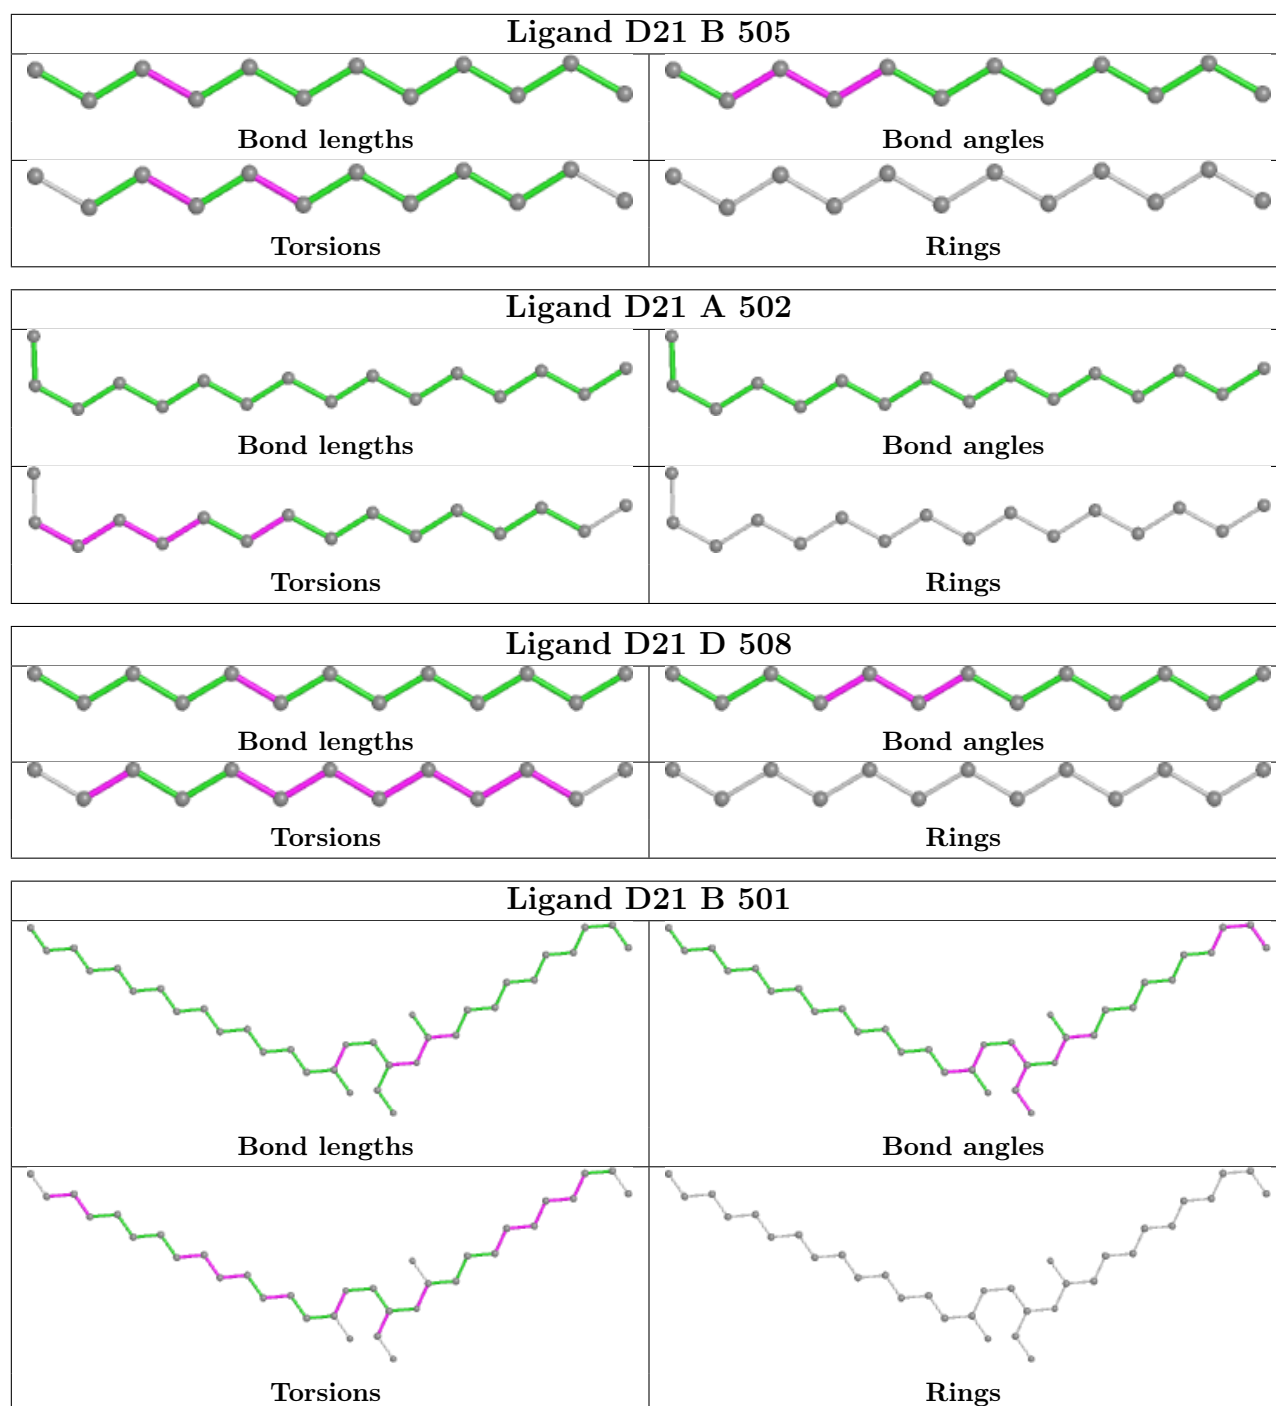 Ligand D21 B 505
Bond lengths
Bond angles
Torsions
Rings
Ligand D21 A 502
Bond lengths
Bond angles
Torsions
Rings
Ligand D21 D 508
Bond lengths
Bond angles
Torsions
Rings
Ligand D21 B 501
Bond lengths
Bond angles
Torsions
Rings